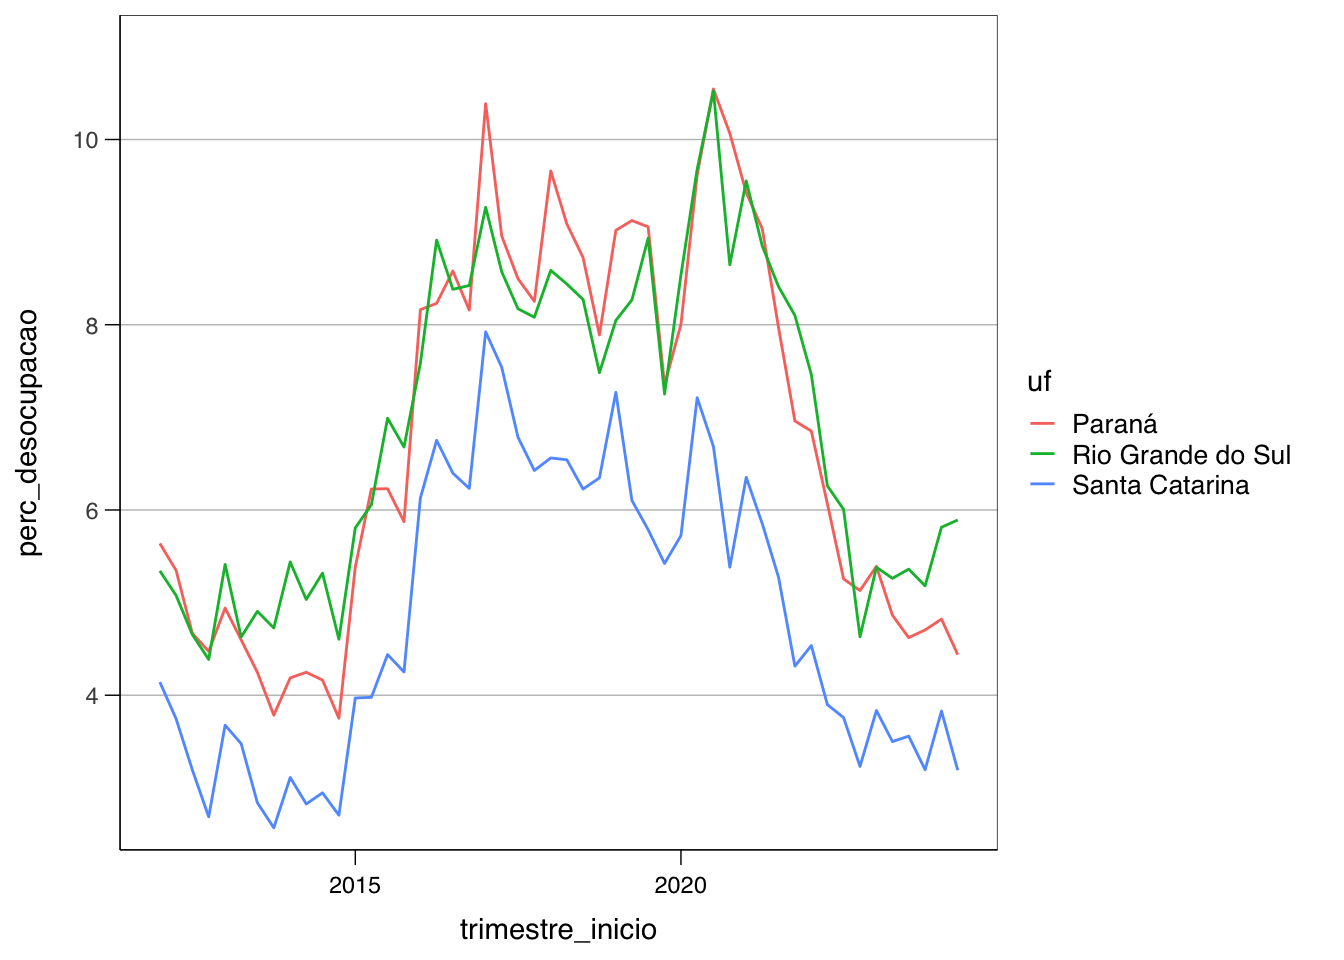 10
8
6
4
perc_desocupacao
2015
2020
trimestre_inicio
uf
Paraná
Rio Grande do Sul
Santa Catarina